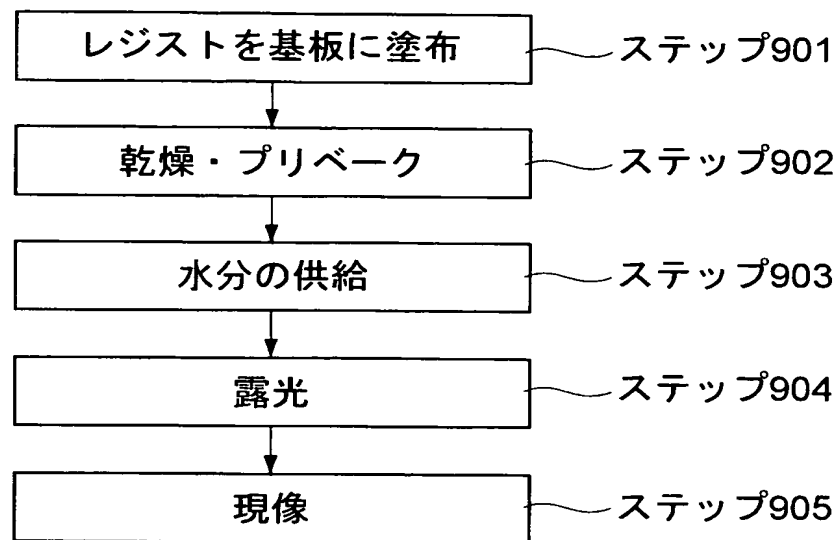 レジストを基板に塗布 ステップ901
乾燥・プリベーク ステップ902
水分の供給 ステップ903
露光 ステップ904
現像 ステップ905